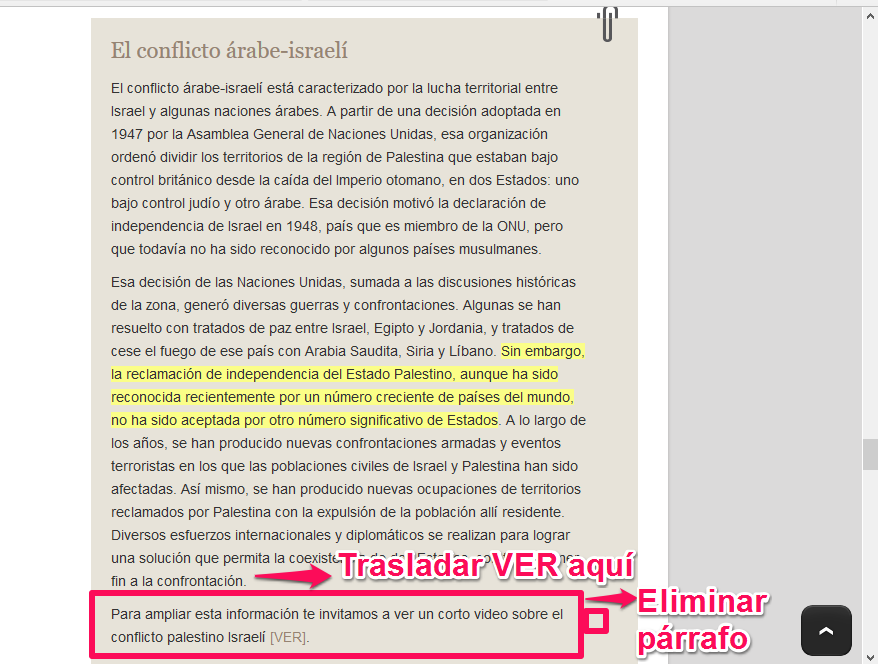 El conflicto árabe-israelí
El conflicto árabe-israelí está caracterizado por la lucha territorial entre
Israel y algunas naciones árabes. A partir de una decisión adoptada en
1947 por la Asamblea General de Naciones Unidas, esa organización
ordenó dividir los territorios de la región de Palestina que estaban bajo
control británico desde la caída del Imperio otomano, en dos Estados: uno
bajo control judío y otro árabe. Esa decisión motivó la declaración de
independencia de Israel en 1948, país que es miembro de la ONU, pero
que todavía no ha sido reconocido por algunos países musulmanes.
Esa decisión de las Naciones Unidas, sumada a las discusiones históricas
de la zona, generó diversas guerras y confrontaciones. Algunas se han
resuelto con tratados de paz entre Israel, Egipto y Jordania, y tratados de
cese el fuego de ese país con Arabia Saudita, Siria y Líbano. Sin embargo,
la reclamación de independencia del Estado Palestino, aunque ha sido
reconocida recientemente por un número creciente de países del mundo,
no ha sido aceptada por otro número significativo de Estados. A lo largo de
los años, se han producido nuevas confrontaciones armadas y eventos
terroristas en los que las poblaciones civiles de Israel y Palestina han sido
afectadas. Así mismo, se han producido nuevas ocupaciones de territorios
reclamados por Palestina con la expulsión de la población allí residente.
Diversos esfuerzos internacionales y diplomáticos se realizan para lograr
una solución que permita la
fin a la confrontación.
Trasladar VER aquí
Para ampliar esta información te invitamos a ver un corto video sobre el
conflicto palestino Israelí [VER].
Eliminar
párrafo